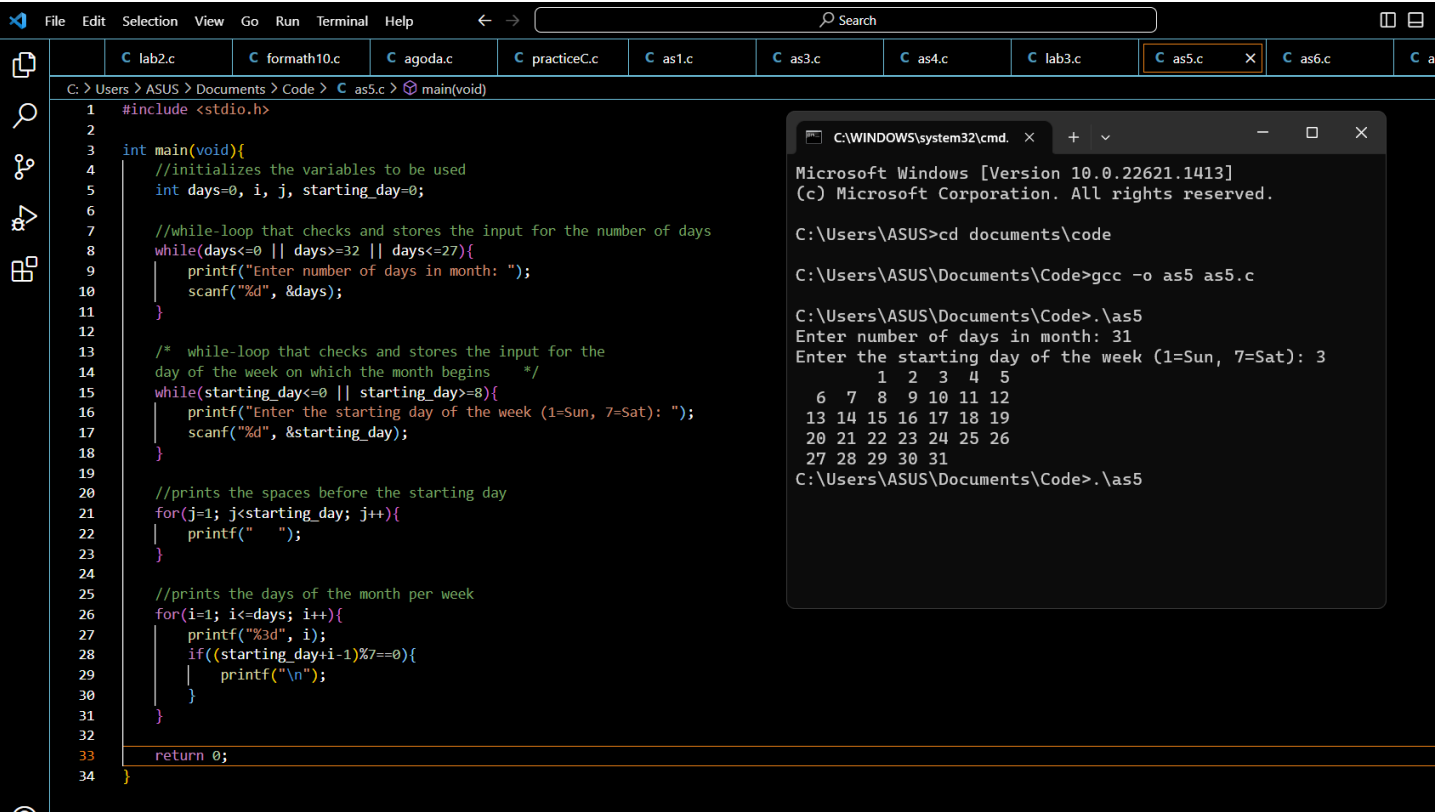 File Edit Selection View Go Run Terminal Help Search
lab2.c formath10.c agoda.c practiceC.c as1.c as3.c as4.c lab3.c as5.c as6.c
C: > Users > ASUS > Documents > Code > C as5.c > main(void)
1 #include <stdio.h>
2
3 int main(void){
4 //initializes the variables to be used
5 int days=0, i, j, starting_day=0;
6
7 //while-loop that checks and stores the input for the number of days
8 while(days<=0 || days>=32 || days<=27){
9 printf("Enter number of days in month: ");
10 scanf("%d", &days);
11 }
12
13 /*  while-loop that checks and stores the input for the
14 day of the week on which the month begins    */
15 while(starting_day<=0 || starting_day>=8){
16 printf("Enter the starting day of the week (1=Sun, 7=Sat): ");
17 scanf("%d", &starting_day);
18 }
19
20 //prints the spaces before the starting day
21 for(j=1; j<starting_day; j++){
22 printf("   ");
23 }
24
25 //prints the days of the month per week
26 for(i=1; i<=days; i++){
27 printf("%3d", i);
28 if((starting_day+i-1)%7==0){
29 printf("\n");
30 }
31 }
32
33 return 0;
34 }
C:\WINDOWS\system32\cmd.
Microsoft Windows [Version 10.0.22621.1413]
(c) Microsoft Corporation. All rights reserved.
C:\Users\ASUS>cd documents\code
C:\Users\ASUS\Documents\Code>gcc -o as5 as5.c
C:\Users\ASUS\Documents\Code>.\as5
Enter number of days in month: 31
Enter the starting day of the week (1=Sun, 7=Sat): 3
1  2  3  4  5
6  7  8  9 10 11 12
13 14 15 16 17 18 19
20 21 22 23 24 25 26
27 28 29 30 31
C:\Users\ASUS\Documents\Code>.\as5